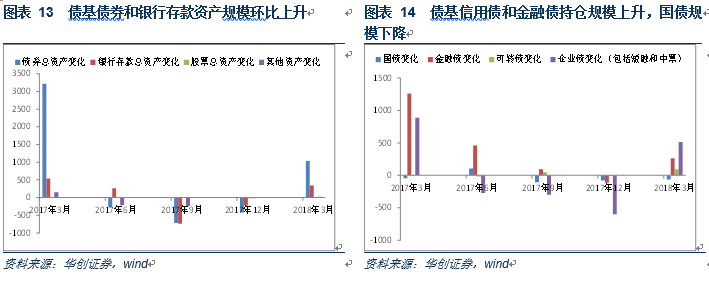 图表 13 债基债券和银行存款资产规模环比上升
债券总资产变化 银行存款总资产变化 股票总资产变化 其他资产变化
3500
3000
2500
2000
1500
1000
500
0
-500
-1000
2017年3月 2017年6月 2017年9月 2017年12月 2018年3月
资料来源：华创证券，wind
图表 14 债基信用债和金融债持仓规模上升，国债规
模下降
国债变化 金融债变化 可转债变化 企业债变化（包括短融和中票）
1500
1000
500
0
-500
-1000
2017年3月 2017年6月 2017年9月 2017年12月 2018年3月
资料来源：华创证券，wind